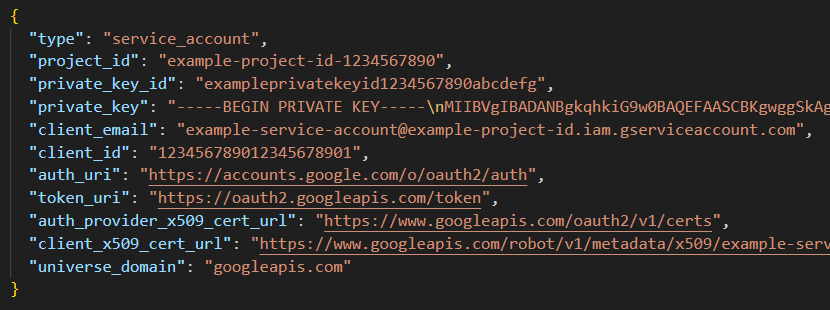 {
"type": "service_account",
"project_id": "example-project-id-1234567890",
"private_key_id": "exampleprivatekeyid1234567890abcdefg",
"private_key": "-----BEGIN PRIVATE KEY-----\nMIIBVgIBADANBgkqhkiG9w0BAQEFAASCBKgwggSkAg
"client_email": "example-service-account@example-project-id.iam.gserviceaccount.com",
"client_id": "123456789012345678901",
"auth_uri": "https://accounts.google.com/o/oauth2/auth",
"token_uri": "https://oauth2.googleapis.com/token",
"auth_provider_x509_cert_url": "https://www.googleapis.com/oauth2/v1/certs",
"client_x509_cert_url": "https://www.googleapis.com/robot/v1/metadata/x509/example-serv
"universe_domain": "googleapis.com"
}